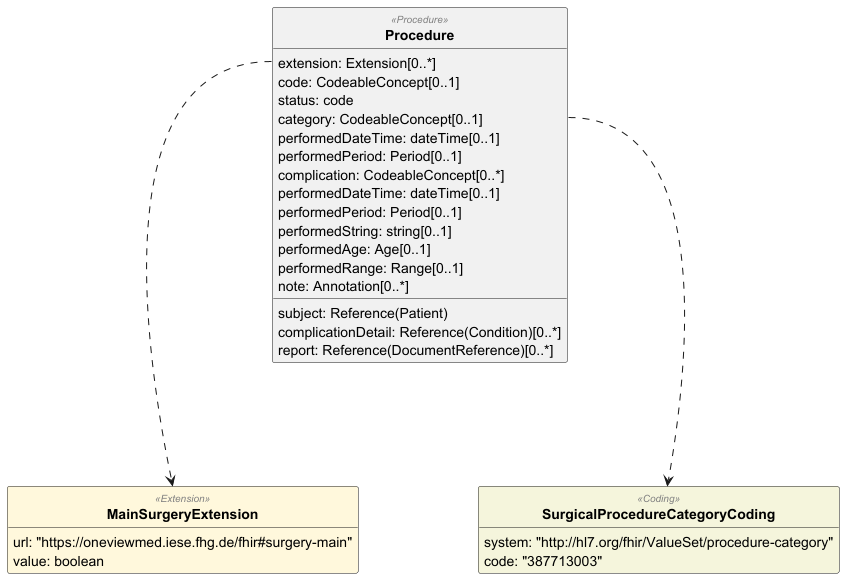 «Procedure»
Procedure
extension: Extension[0..*]
code: CodeableConcept[0..1]
status: code
category: CodeableConcept[0..1]
performedDateTime: dateTime[0..1]
performedPeriod: Period[0..1]
complication: CodeableConcept[0..*]
performedDateTime: dateTime[0..1]
performedPeriod: Period[0..1]
performedString: string[0..1]
performedAge: Age[0..1]
performedRange: Range[0..1]
note: Annotation[0..*]
subject: Reference(Patient)
complicationDetail: Reference(Condition)[0..*]
report: Reference(DocumentReference)[0..*]
«Extension»
MainSurgeryExtension
url: "https://oneviewmed.iese.fhg.de/fhir#surgery-main"
value: boolean
«Coding»
SurgicalProcedureCategoryCoding
system: "http://hl7.org/fhir/ValueSet/procedure-category"
code: "387713003"